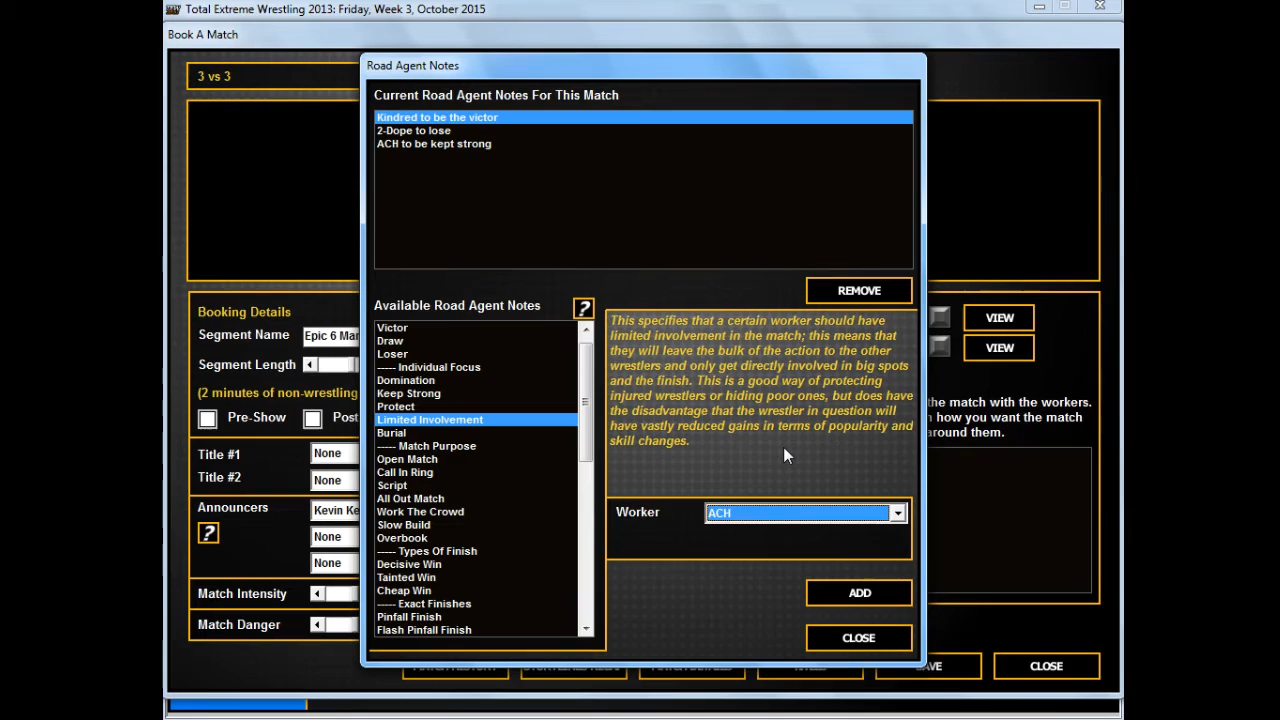 Total Extreme Wrestling 2013: Friday, Week 3, October 2015
Book A Match
Road Agent Notes
3 vs 3
Current Road Agent Notes For This Match
Kindred to be the victor
2-Dope to lose
ACH to be kept strong
REMOVE
Available Road Agent Notes
?
Victor
Draw
Loser
----- Individual Focus
Domination
Keep Strong
Protect
Limited Involvement
Burial
----- Match Purpose
Open Match
Call In Ring
Script
All Out Match
Work The Crowd
Slow Build
Overbook
----- Types Of Finish
Decisive Win
Tainted Win
Cheap Win
----- Exact Finishes
Pinfall Finish
Flash Pinfall Finish
This specifies that a certain worker should have
limited involvement in the match; this means that
they will leave the bulk of the action to the other
wrestlers and only get directly involved in big spots
and the finish. This is a good way of protecting
injured wrestlers or hiding poor ones, but does have
the disadvantage that the wrestler in question will
have vastly reduced gains in terms of popularity and
skill changes.
Worker
ACH
ADD
CLOSE
Booking Details
Segment Name
Epic 6 Man
Segment Length
(2 minutes of non-wrestling
Pre-Show
Post
Title #1
None
Title #2
None
Announcers
Kevin Ke
?
None
None
Match Intensity
Match Danger
VIEW
VIEW
the match with the workers.
how you want the match
around them.
CLOSE